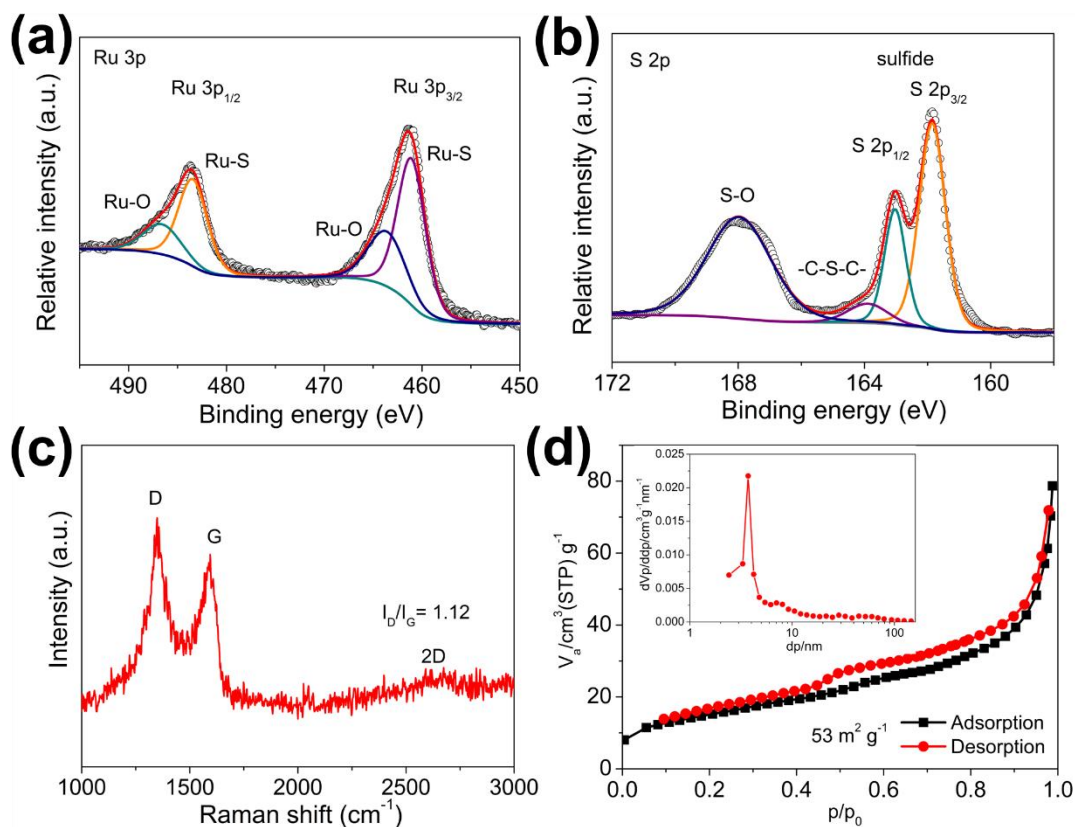 (a)
Ru 3p
Ru 3p1/2
Ru 3p3/2
Ru-S
Ru-S
Ru-O
Ru-O
Relative intensity (a.u.)
490 480 470 460 450
Binding energy (eV)
(b)
S 2p
sulfide
S 2p3/2
S 2p1/2
S-O
-C-S-C-
Relative intensity (a.u.)
172 168 164 160
Binding energy (eV)
(c)
D
G
ID/IG= 1.12
2D
Intensity (a.u.)
1000 1500 2000 2500 3000
Raman shift (cm-1)
(d)
80
60
40
20
0
Va/cm3(STP) g-1
0.025
0.020
0.015
0.010
0.005
0.000
dVp/ddp/cm3g-1nm-1
1 10 100
dp/nm
53 m2 g-1
Adsorption
Desorption
0.0 0.2 0.4 0.6 0.8 1.0
p/p0